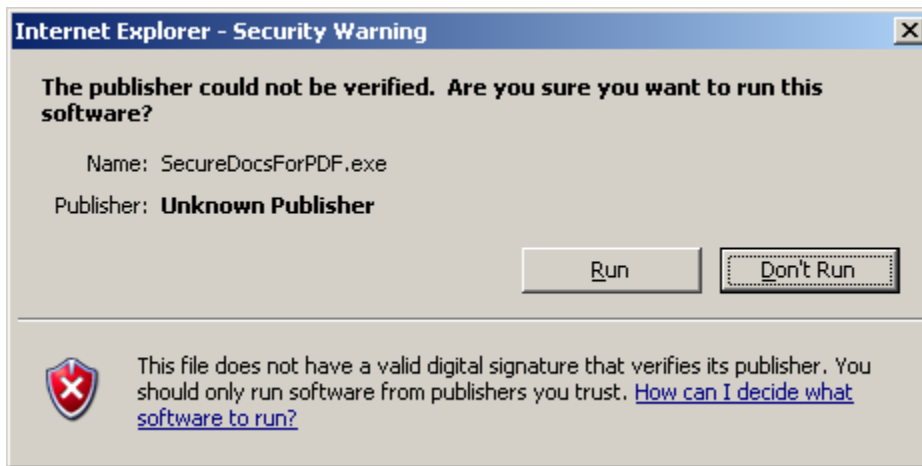 Internet Explorer - Security Warning
The publisher could not be verified.  Are you sure you want to run this
software?
Name: SecureDocsForPDF.exe
Publisher: Unknown Publisher
Run Don't Run
This file does not have a valid digital signature that verifies its publisher. You
should only run software from publishers you trust. How can I decide what
software to run?